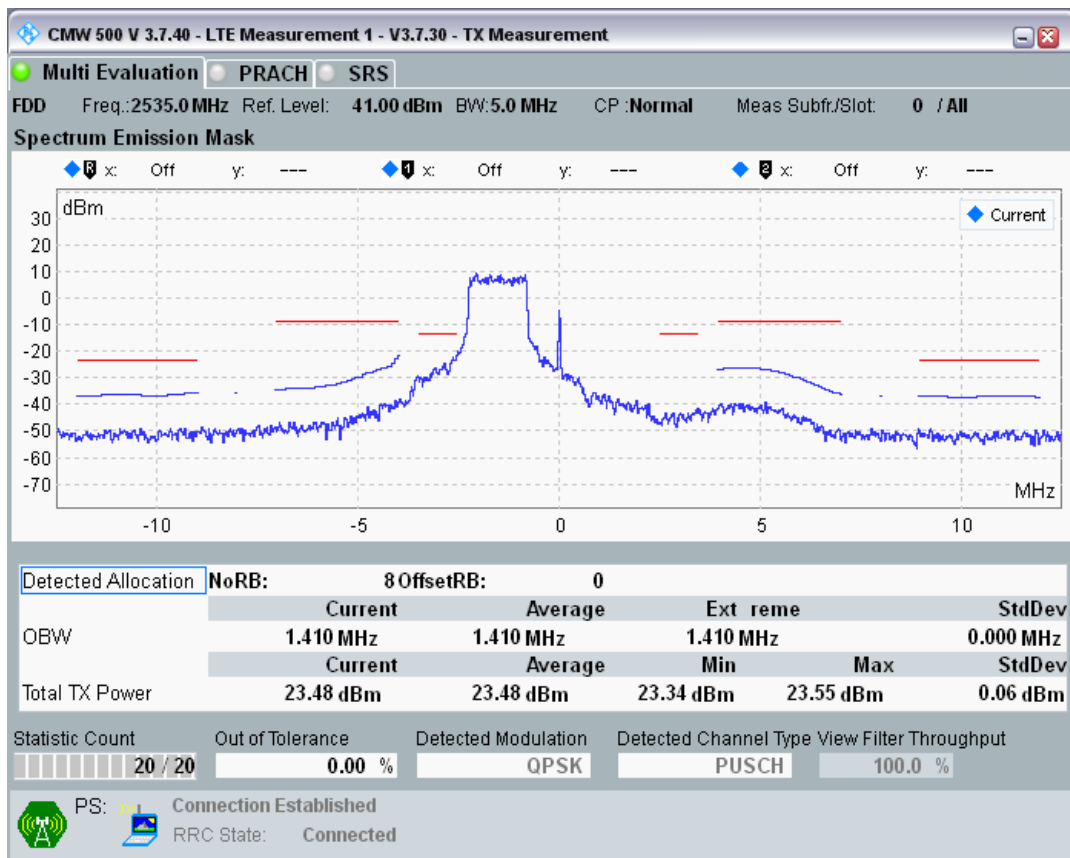 CMW 500 V 3.7.40 - LTE Measurement 1 - V3.7.30 - TX Measurement
Multi Evaluation PRACH SRS
FDD Freq.:2535.0 MHz Ref. Level: 41.00 dBm BW:5.0 MHz CP :Normal Meas Subfr./Slot: 0 / All
Spectrum Emission Mask
R x: Off y: --- 1 x: Off y: --- 2 x: Off y: ---
dBm
Current
30
20
10
0
-10
-20
-30
-40
-50
-60
-70
MHz
-10 -5 0 5 10
Detected Allocation NoRB: 8 OffsetRB: 0
Current Average Ext reme StdDev
OBW 1.410 MHz 1.410 MHz 1.410 MHz 0.000 MHz
Current Average Min Max StdDev
Total TX Power 23.48 dBm 23.48 dBm 23.34 dBm 23.55 dBm 0.06 dBm
Statistic Count Out of Tolerance Detected Modulation Detected Channel Type View Filter Throughput
20 / 20 0.00 % QPSK PUSCH 100.0 %
PS: Connection Established
RRC State: Connected